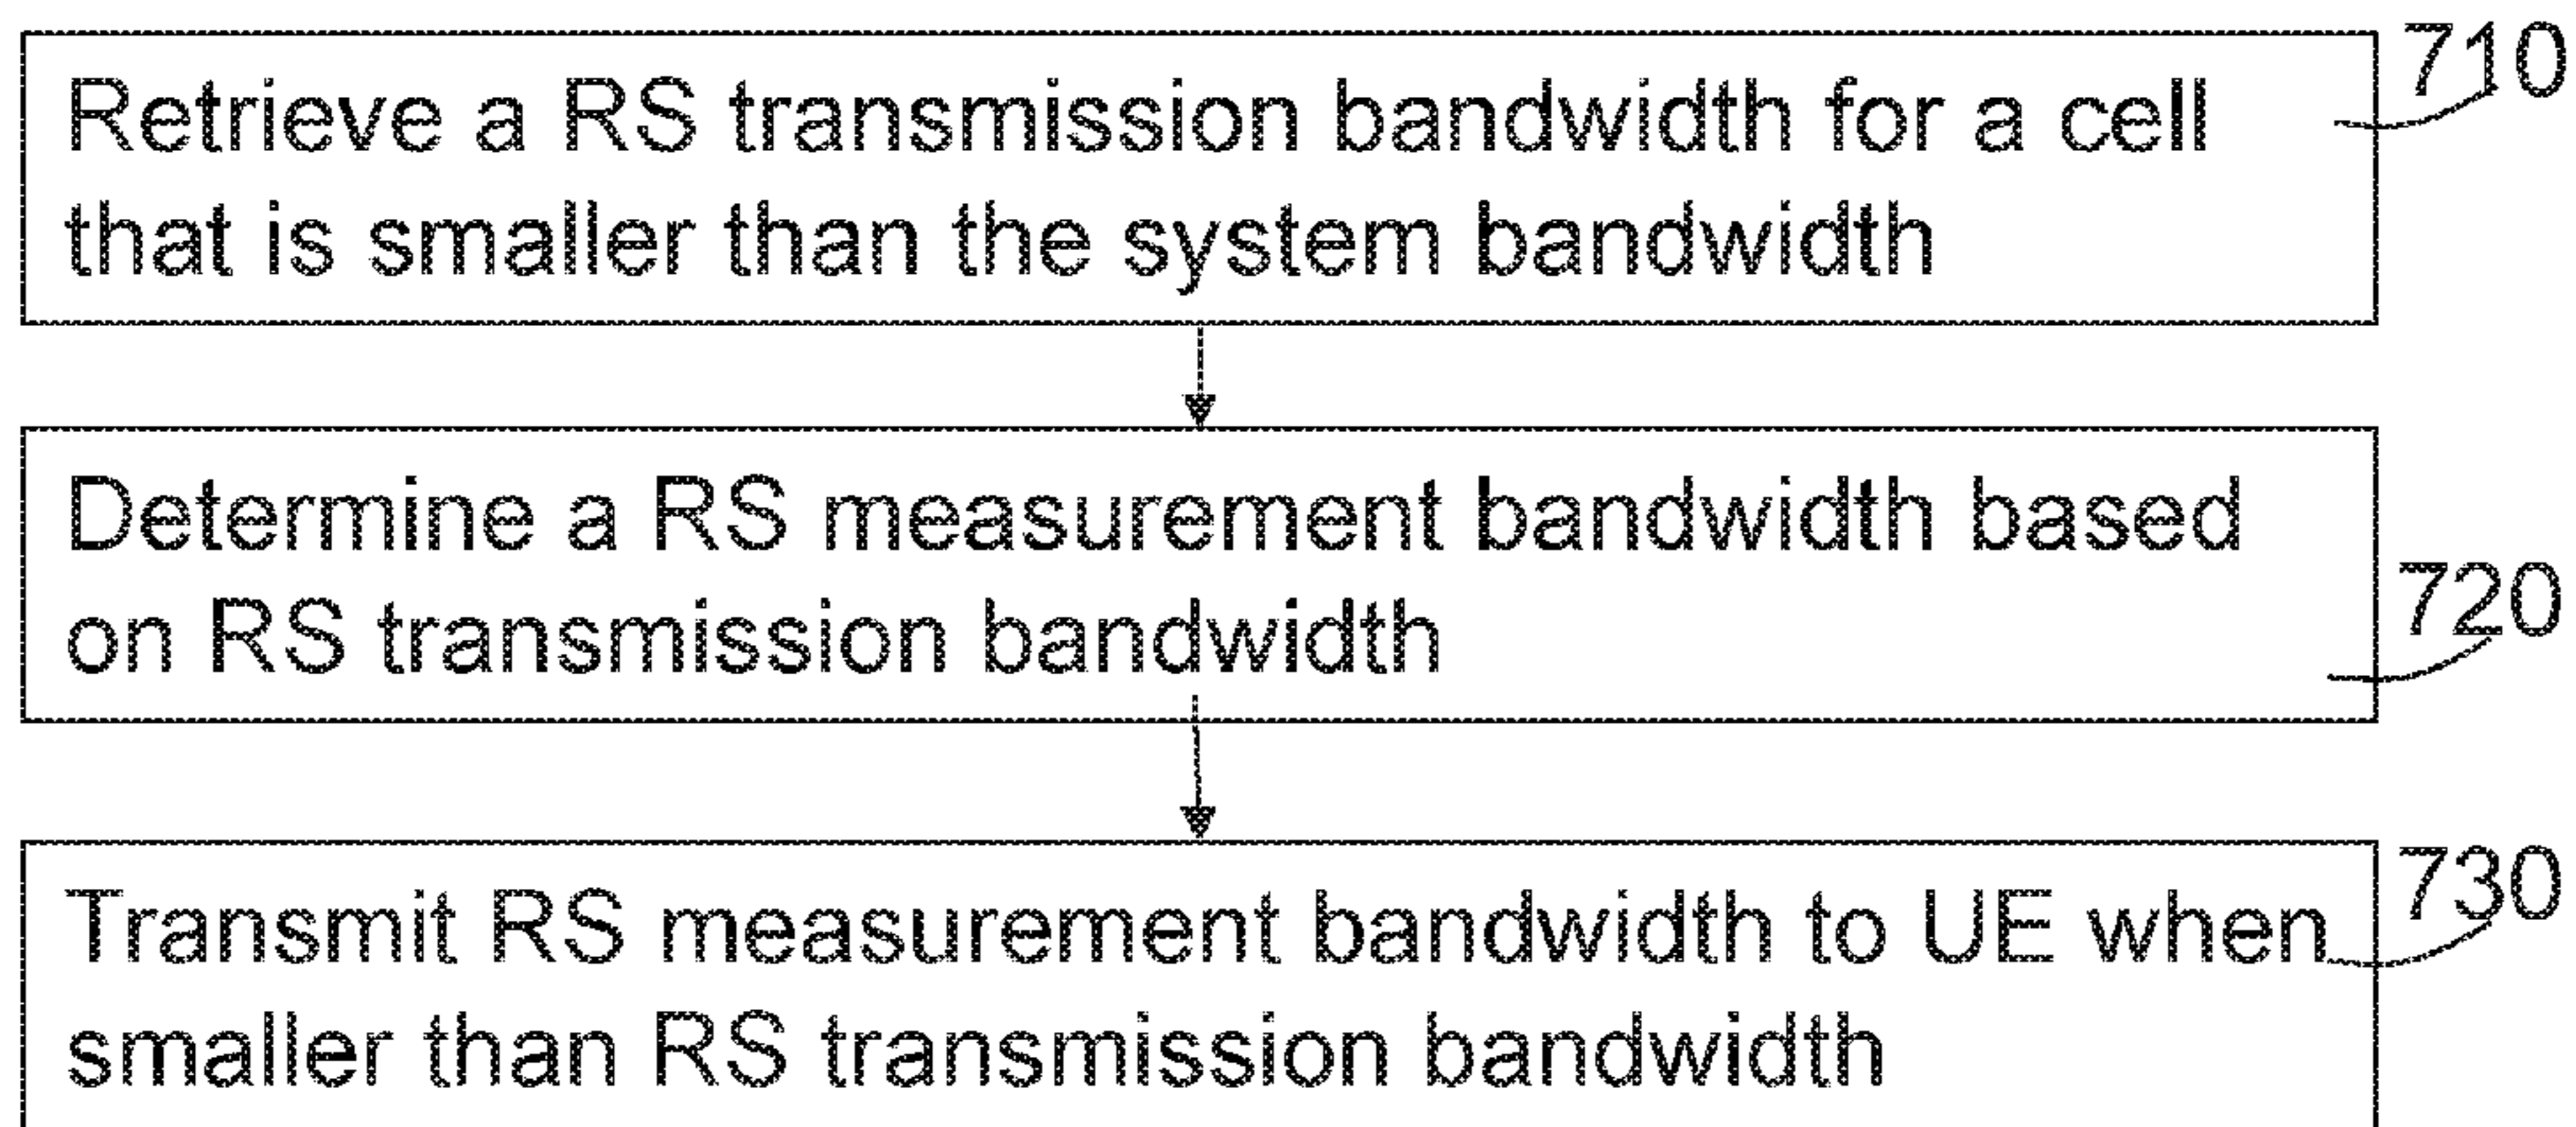 710
Retrieve a RS transmission bandwidth for a cell
that is smaller than the system bandwidth
Determine a RS measurement bandwidth based
720
on RS transmission bandwidth
730
Transmit RS measurement bandwidth to UE when
smaller than RS transmission bandwidth